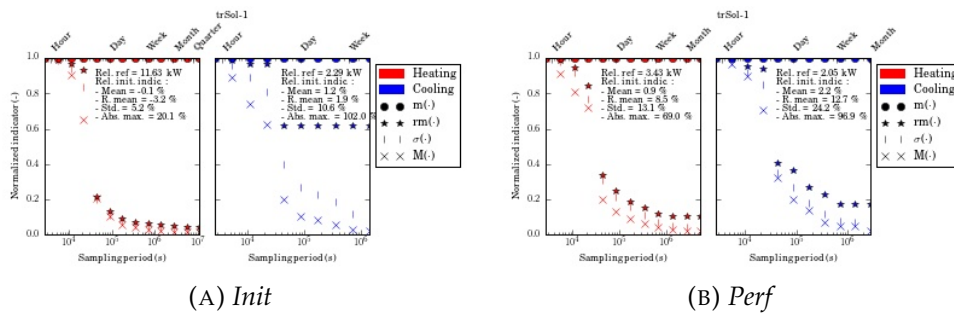 trSol-1
Hour Day Week Month Quarter
Hour Day Week
Normalized indicator (-)
1.0
0.8
0.6
0.4
0.2
0.0
Rel. ref = 11.63 kW
Rel. init. indic :
- Mean = -0.1 %
- R. mean = -3.2 %
- Std. = 5.2 %
- Abs. max. = 20.1 %
Rel. ref = 2.29 kW
Rel. init. indic :
- Mean = 1.2 %
- R. mean = 1.9 %
- Std. = 10.6 %
- Abs. max. = 102.0 %
10⁴ 10⁵ 10⁶ 10⁷
10⁴ 10⁵ 10⁶
Sampling period (s)
Sampling period (s)
Heating
Cooling
m(·)
rm(·)
σ(·)
M(·)
(A) Init
trSol-1
Hour Day Week Month
Hour Day Week Month
Normalized indicator (-)
1.0
0.8
0.6
0.4
0.2
0.0
Rel. ref = 3.43 kW
Rel. init. indic :
- Mean = 0.9 %
- R. mean = 8.5 %
- Std. = 13.1 %
- Abs. max. = 69.0 %
Rel. ref = 2.05 kW
Rel. init. indic :
- Mean = 2.2 %
- R. mean = 12.7 %
- Std. = 24.2 %
- Abs. max. = 96.9 %
10⁴ 10⁵ 10⁶
10⁴ 10⁵ 10⁶
Sampling period (s)
Sampling period (s)
Heating
Cooling
m(·)
rm(·)
σ(·)
M(·)
(B) Perf